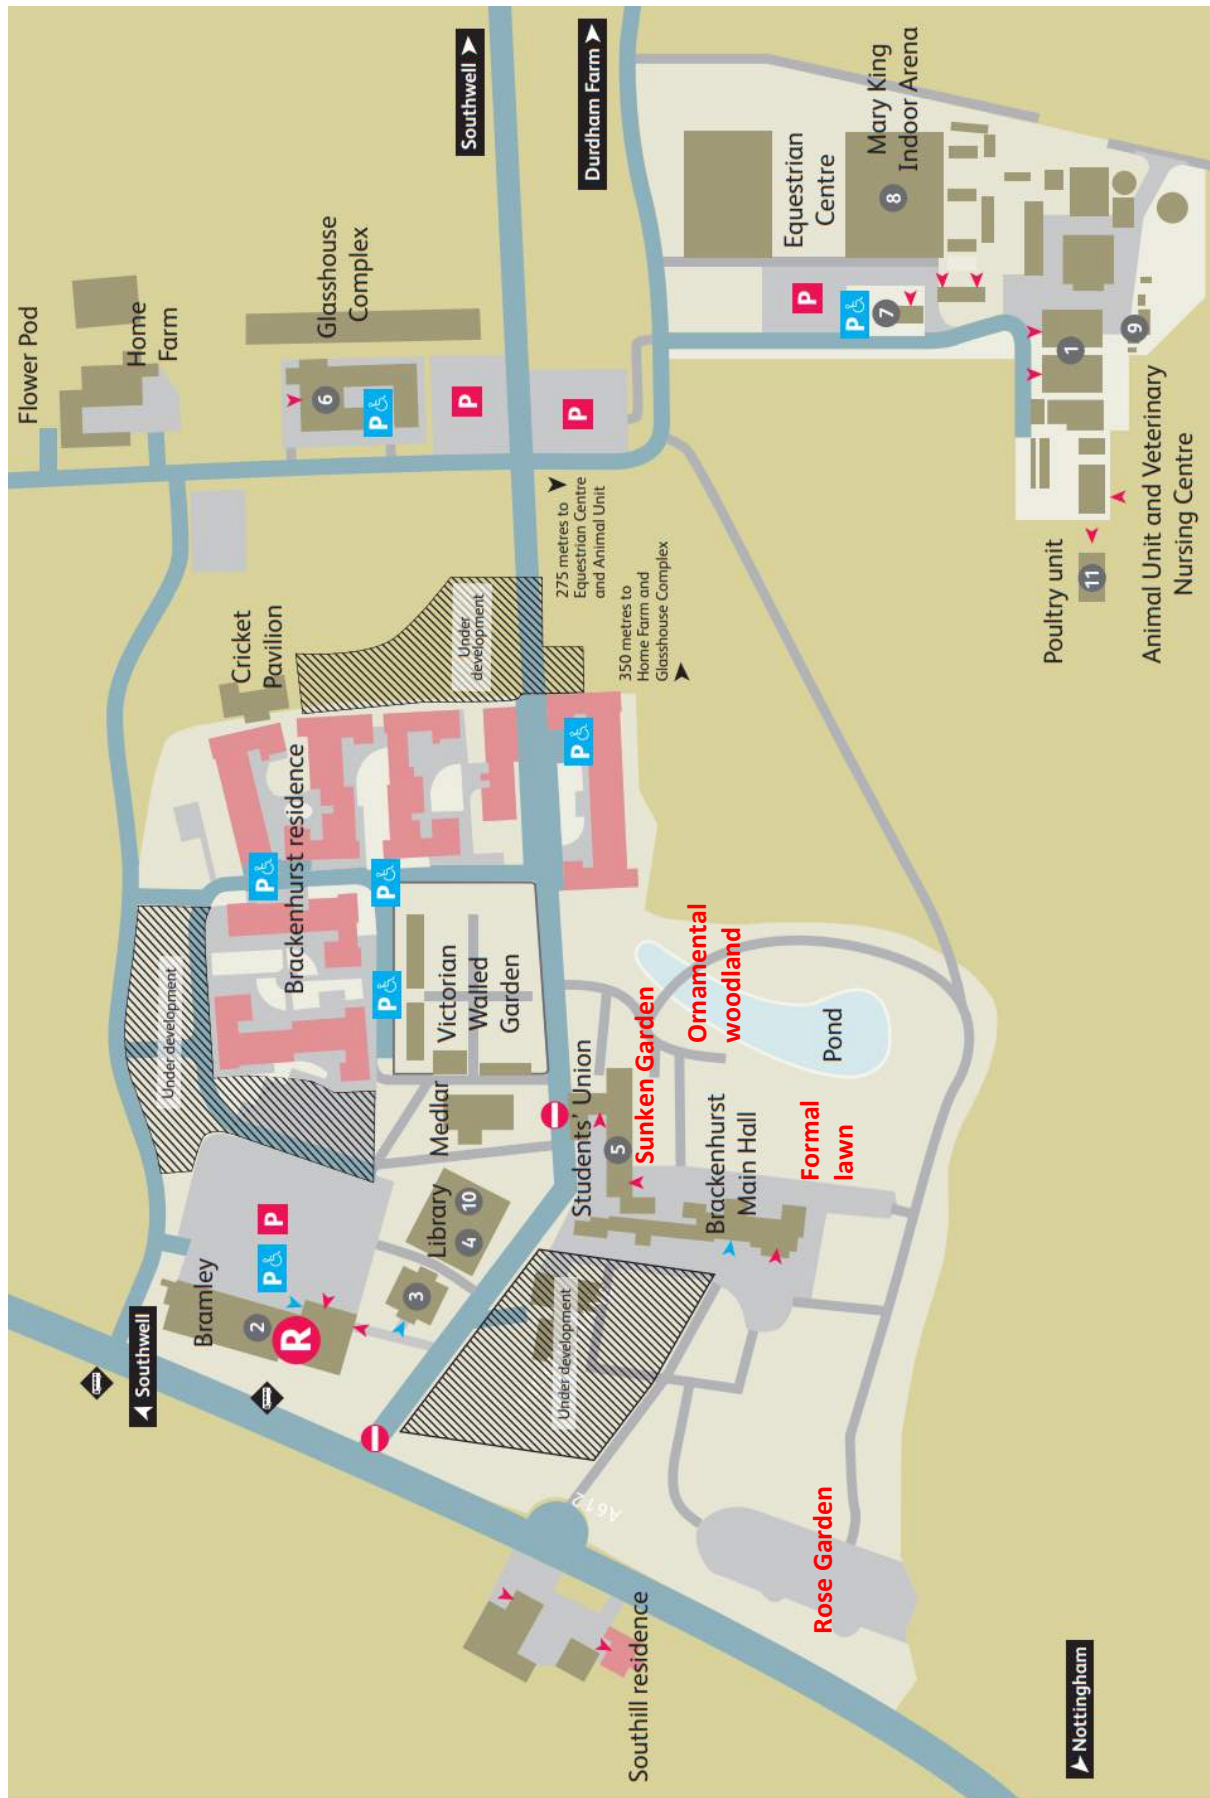 Southwell
Bramley
2
R
P
P
Under development
Brackenhurst residence
P
P
P
Cricket
Pavilion
Flower Pod
Home
Farm
Glasshouse
Complex
6
P
P
Southwell
Durdham Farm
P
3
Library
4
10
Medlar
Victorian
Walled
Garden
Under
development
P
275 metres to
Equestrian Centre
and Animal Unit
350 metres to
Home Farm and
Glasshouse Complex
Under development
Students' Union
5
Sunken Garden
Ornamental
woodland
Brackenhurst
Main Hall
Formal
lawn
Pond
A612
Southill residence
Rose Garden
Nottingham
Equestrian
Centre
Mary King
Indoor Arena
8
P
P
7
1
9
Poultry unit
11
Animal Unit and Veterinary
Nursing Centre